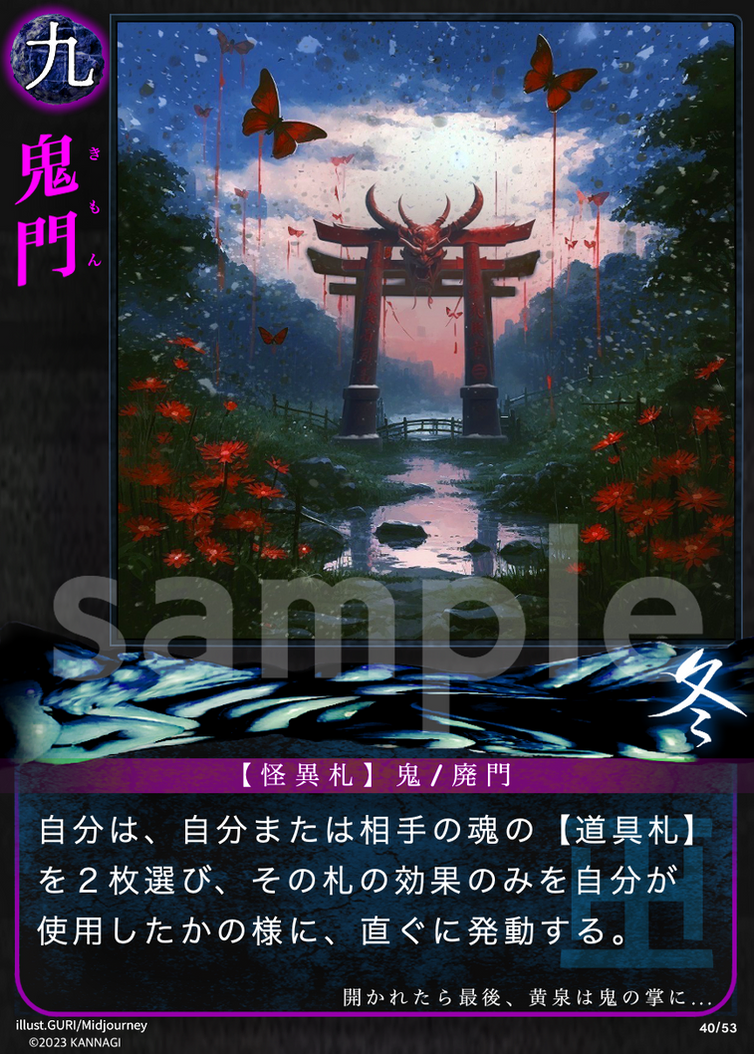 九
鬼門
きもん
sample
冬
【怪異札】鬼/廃門
自分は、自分または相手の魂の【道具札】
を２枚選び、その札の効果のみを自分が
使用したかの様に、直ぐに発動する。
開かれたら最後、黄泉は鬼の掌に...
illust.GURI/Midjourney
©2023 KANNAGI
40/53